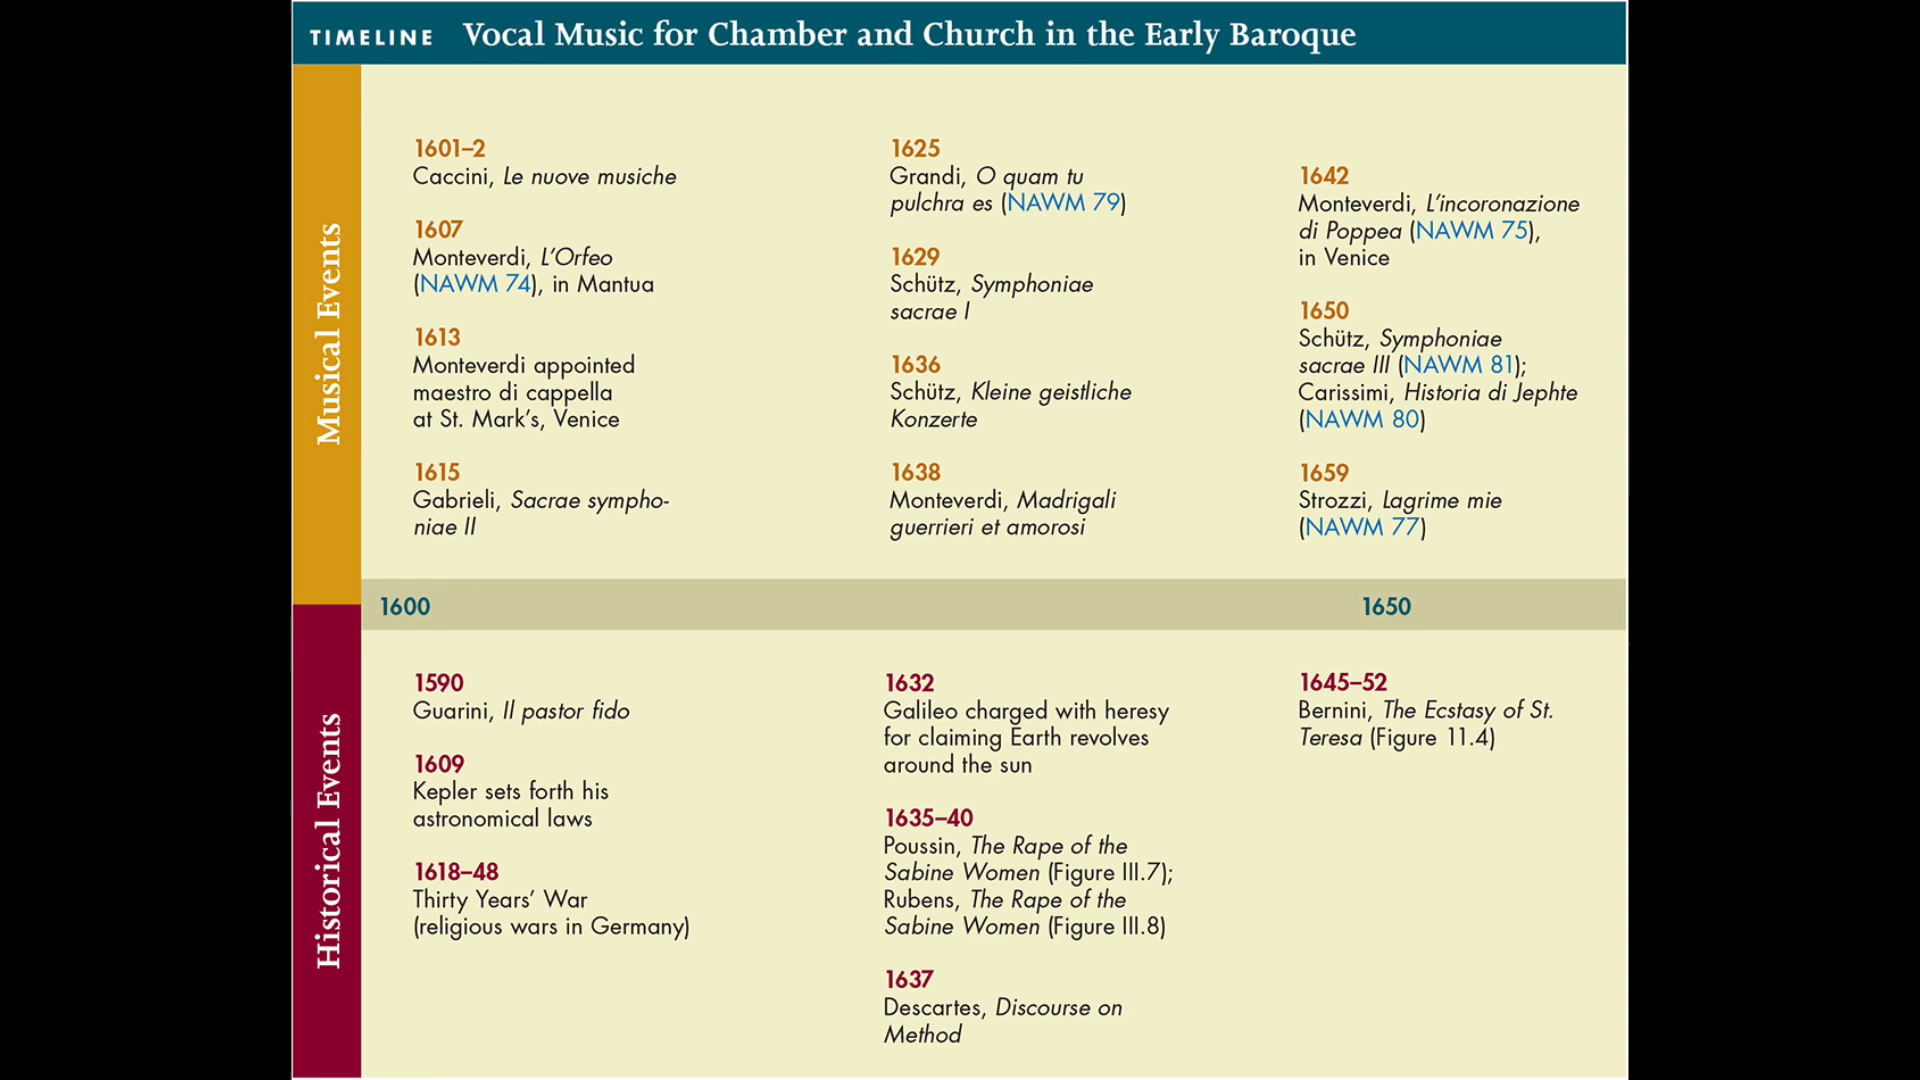 TIMELINE Vocal Music for Chamber and Church in the Early Baroque
Musical Events
1601–2
Caccini, Le nuove musiche
1607
Monteverdi, L’Orfeo
(NAWM 74), in Mantua
1613
Monteverdi appointed
maestro di cappella
at St. Mark’s, Venice
1615
Gabrieli, Sacrae sympho-
niae II
1625
Grandi, O quam tu
pulchra es (NAWM 79)
1629
Schütz, Symphoniae
sacrae I
1636
Schütz, Kleine geistliche
Konzerte
1638
Monteverdi, Madrigali
guerrieri et amorosi
1642
Monteverdi, L’incoronazione
di Poppea (NAWM 75),
in Venice
1650
Schütz, Symphoniae
sacrae III (NAWM 81);
Carissimi, Historia di Jephte
(NAWM 80)
1659
Strozzi, Lagrime mie
(NAWM 77)
1600
1650
Historical Events
1590
Guarini, Il pastor fido
1609
Kepler sets forth his
astronomical laws
1618–48
Thirty Years’ War
(religious wars in Germany)
1632
Galileo charged with heresy
for claiming Earth revolves
around the sun
1635–40
Poussin, The Rape of the
Sabine Women (Figure III.7);
Rubens, The Rape of the
Sabine Women (Figure III.8)
1637
Descartes, Discourse on
Method
1645–52
Bernini, The Ecstasy of St.
Teresa (Figure 11.4)